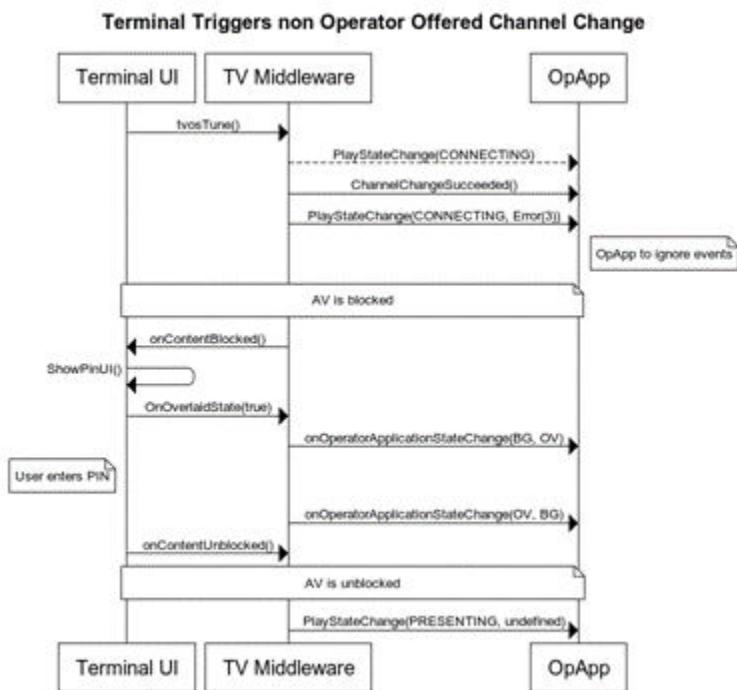 Terminal Triggers non Operator Offered Channel Change
Terminal UI TV Middleware OpApp
tvosTune()
PlayStateChange(CONNECTING)
ChannelChangeSucceeded()
PlayStateChange(CONNECTING, Error(3))
OpApp to ignore events
AV is blocked
onContentBlocked()
ShowPinUI()
OnOverlaidState(true)
onOperatorApplicationStateChange(BG, OV)
User enters PIN
onOperatorApplicationStateChange(OV, BG)
onContentUnblocked()
AV is unblocked
PlayStateChange(PRESENTING, undefined)
Terminal UI TV Middleware OpApp